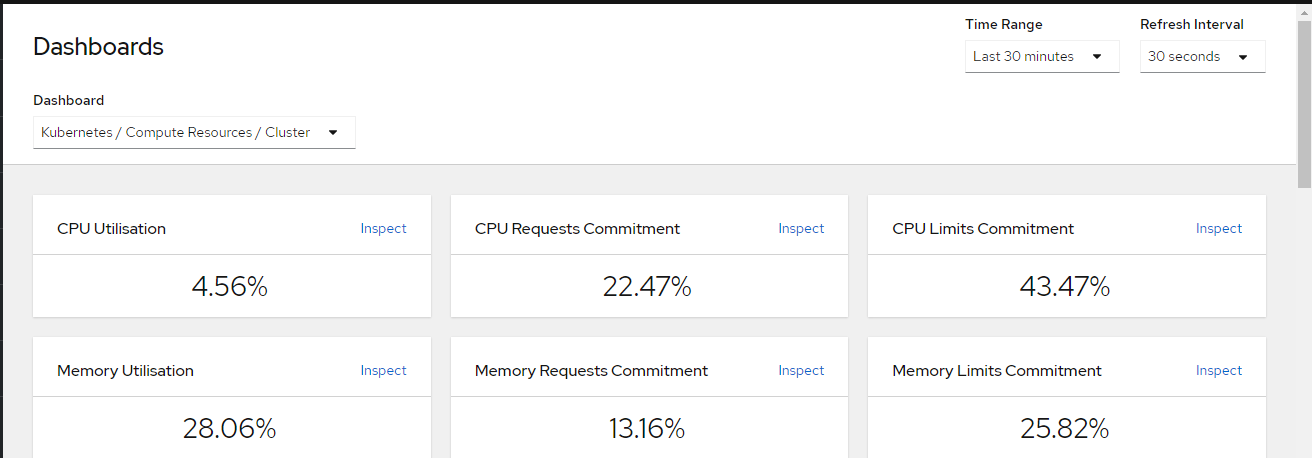 Dashboards
Time Range
Refresh Interval
Last 30 minutes
30 seconds
Dashboard
Kubernetes / Compute Resources / Cluster
CPU Utilisation Inspect
4.56%
CPU Requests Commitment Inspect
22.47%
CPU Limits Commitment Inspect
43.47%
Memory Utilisation Inspect
28.06%
Memory Requests Commitment Inspect
13.16%
Memory Limits Commitment Inspect
25.82%